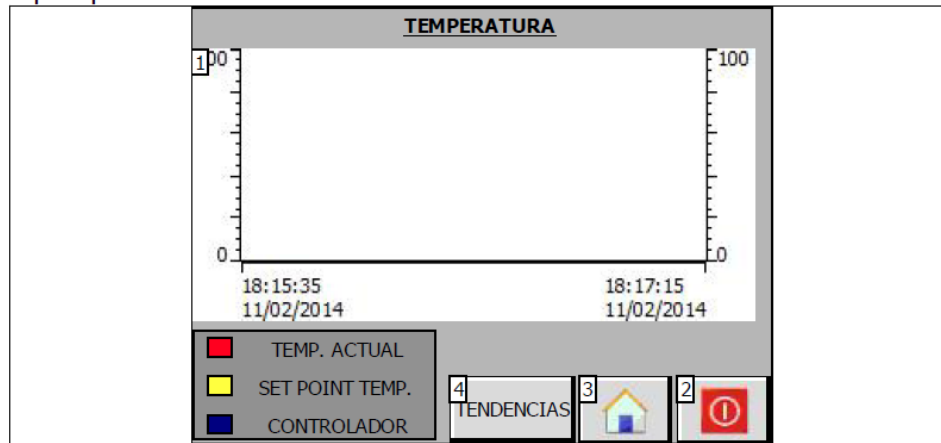 TEMPERATURA
1
00
100
0
0
18:15:35
18:17:15
11/02/2014
11/02/2014
TEMP. ACTUAL
SET POINT TEMP.
CONTROLADOR
4
TENDENCIAS
3
2